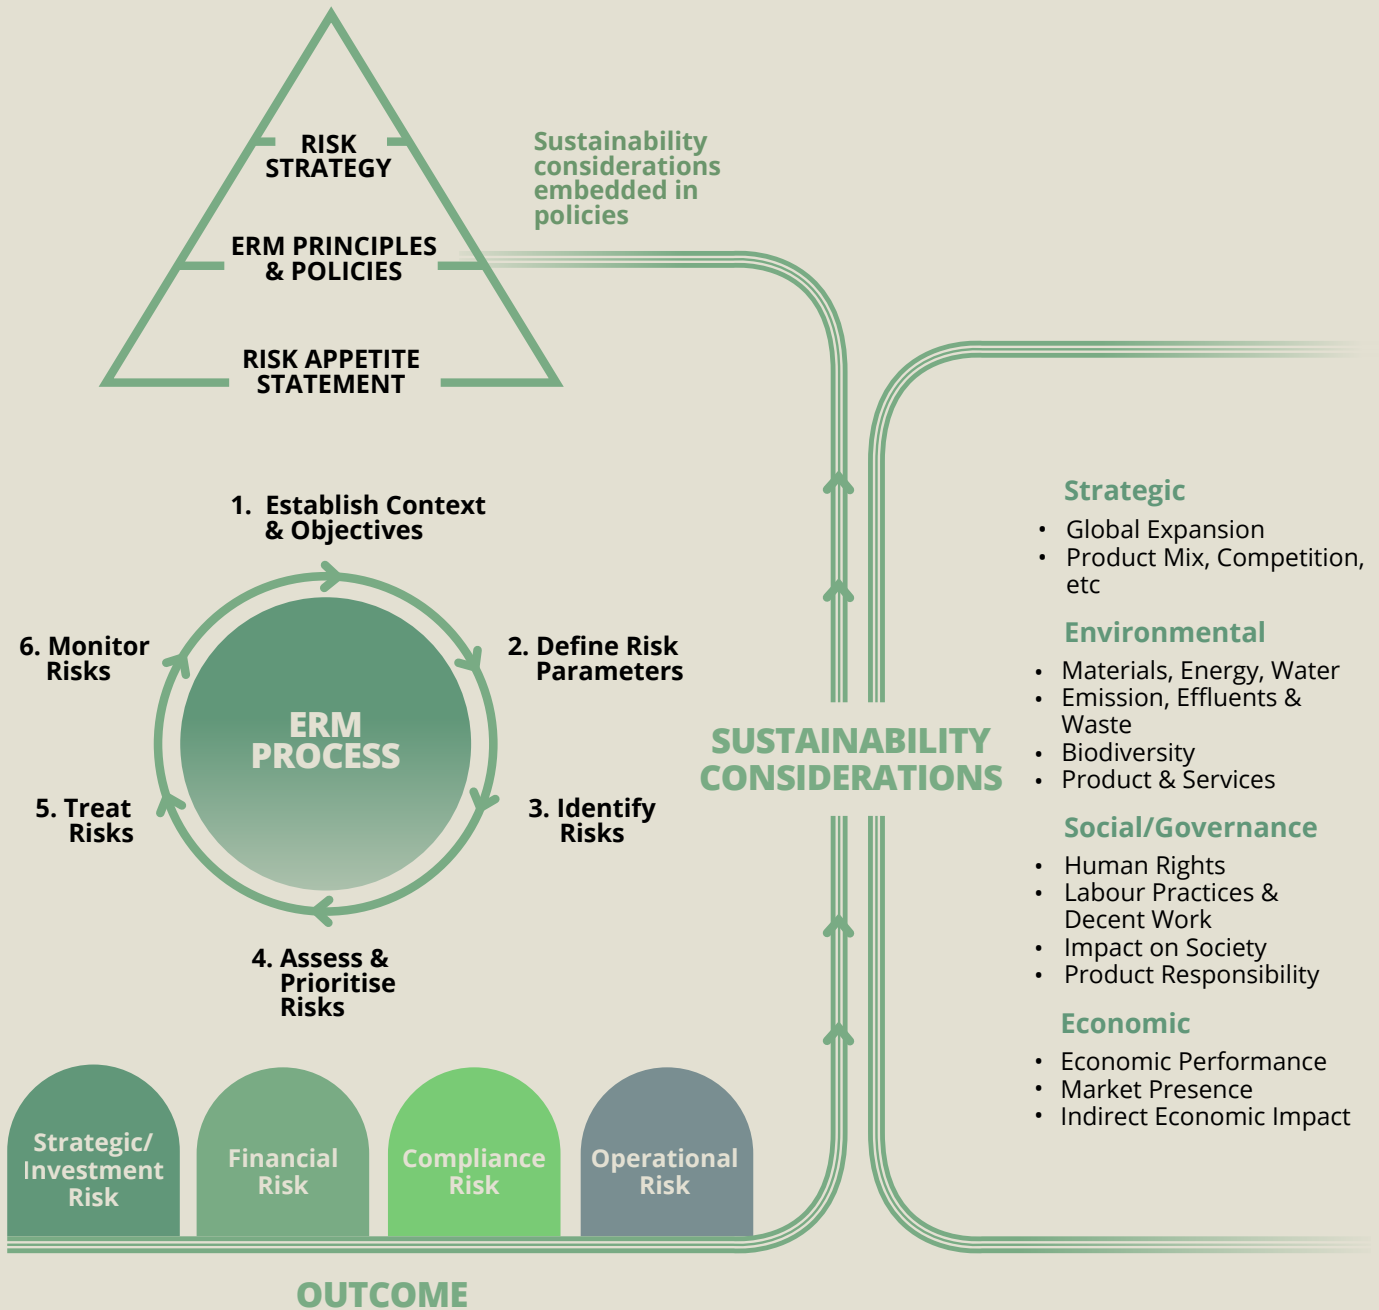 RISK
STRATEGY
ERM PRINCIPLES
& POLICIES
RISK APPETITE
STATEMENT
Sustainability
considerations
embedded in
policies
1. Establish Context
& Objectives
2. Define Risk
Parameters
3. Identify
Risks
4. Assess &
Prioritise
Risks
5. Treat
Risks
6. Monitor
Risks
ERM
PROCESS
SUSTAINABILITY
CONSIDERATIONS
Strategic
• Global Expansion
• Product Mix, Competition,
etc
Environmental
• Materials, Energy, Water
• Emission, Effluents &
Waste
• Biodiversity
• Product & Services
Social/Governance
• Human Rights
• Labour Practices &
Decent Work
• Impact on Society
• Product Responsibility
Economic
• Economic Performance
• Market Presence
• Indirect Economic Impact
Strategic/
Investment
Risk
Financial
Risk
Compliance
Risk
Operational
Risk
OUTCOME